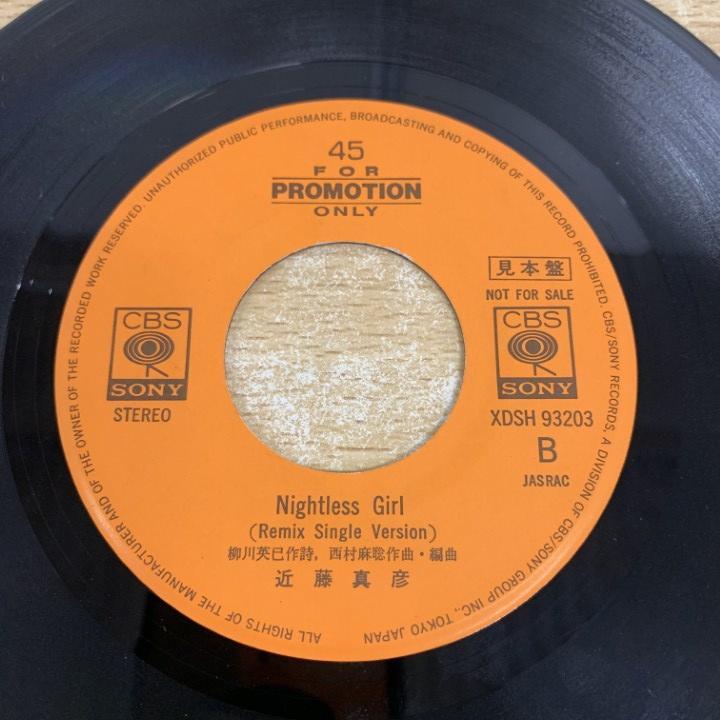 45
FOR
PROMOTION
ONLY
見本盤
NOT FOR SALE
CBS
SONY
STEREO
CBS
SONY
XDSH 93203
B
JASRAC
Nightless Girl
(Remix Single Version)
柳川英巳作詩, 西村麻聡作曲・編曲
近藤真彦
ALL RIGHTS OF THE MANUFACTURER AND OF THE OWNER OF THE RECORDED WORK RESERVED. UNAUTHORIZED PUBLIC PERFORMANCE, BROADCASTING AND COPYING OF THIS RECORD PROHIBITED. CBS/SONY RECORDS, A DIVISION OF CBS/SONY GROUP INC., TOKYO JAPAN